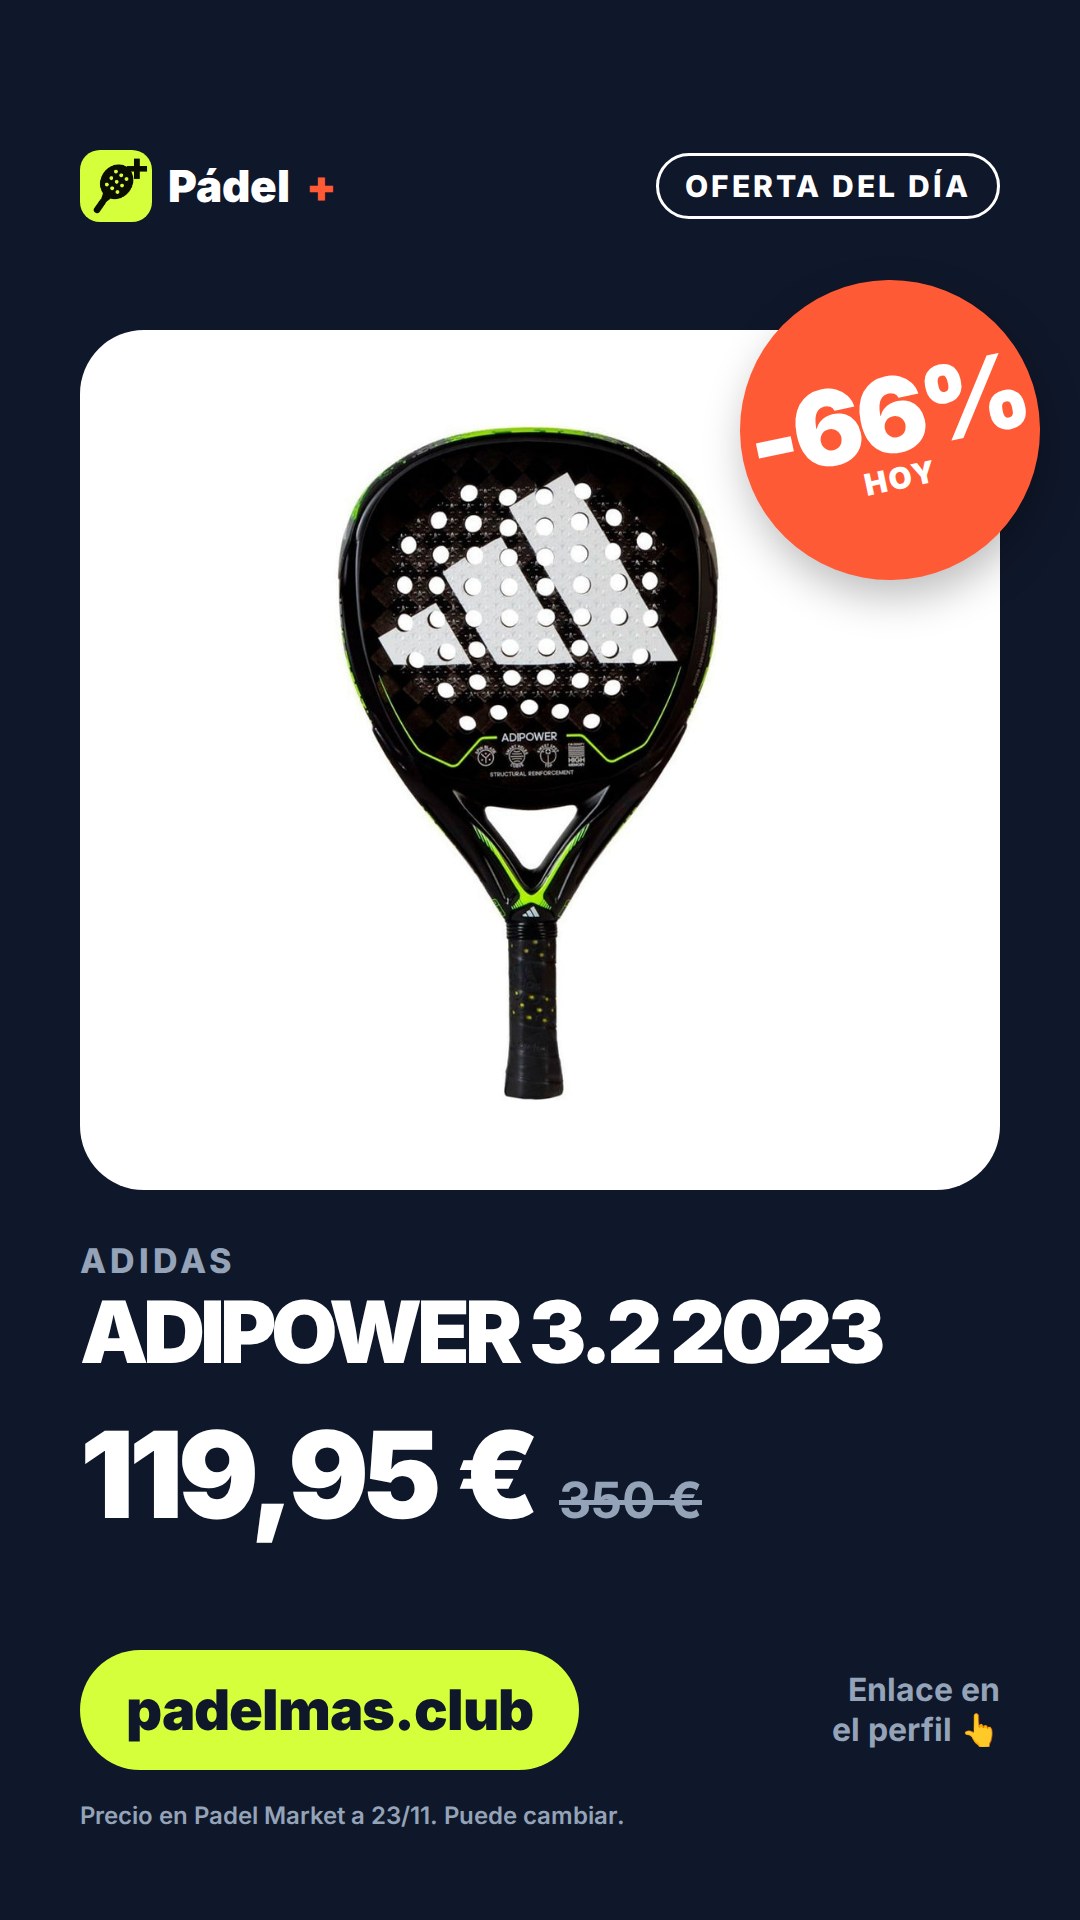 Pádel +
OFERTA DEL DÍA
-66%
HOY
ADIPOWER
STRUCTURAL REINFORCEMENT
ADIDAS
ADIPOWER 3.2 2023
119,95 € 350 €
padelmas.club
Enlace en
el perfil 👆
Precio en Padel Market a 23/11. Puede cambiar.